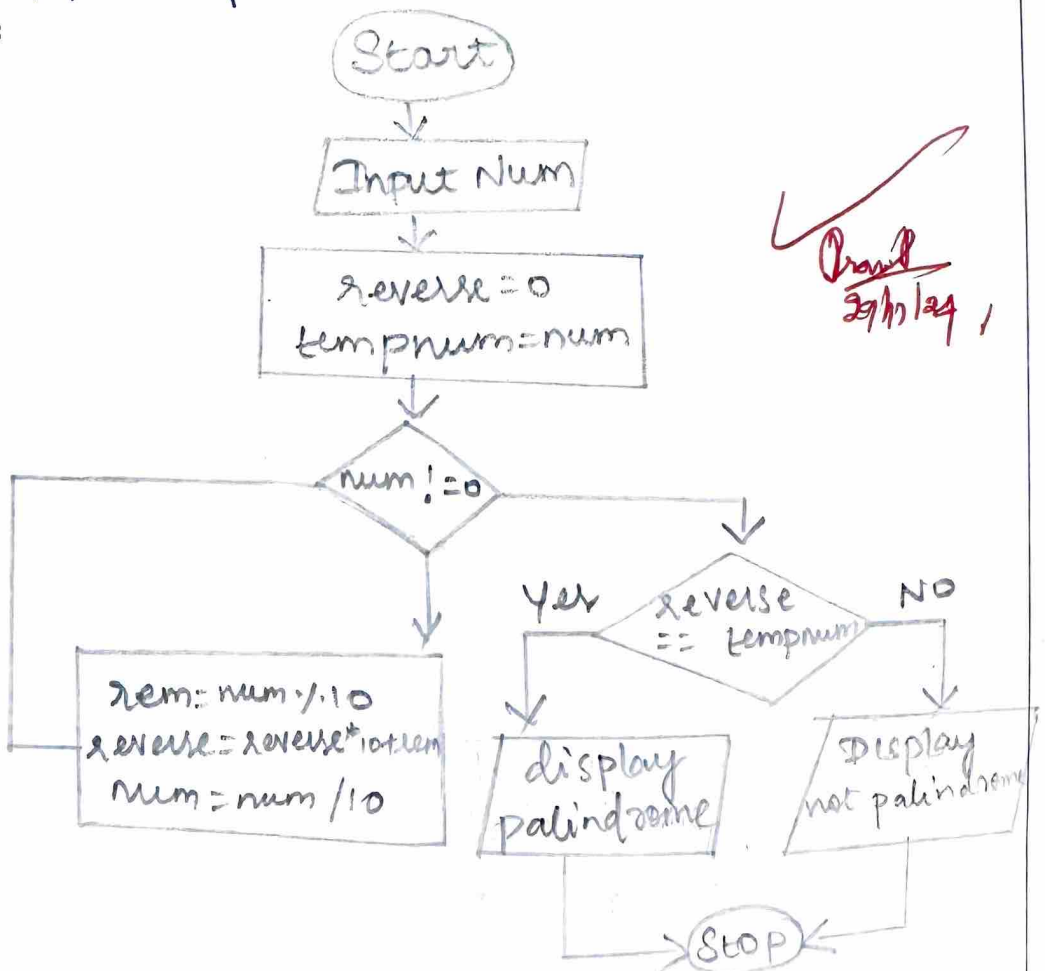 Start
Input Num
reverse=0
tempnum=num
num!=0
Yes
reverse
== tempnum
NO
rem=num%10
reverse=reverse*10+rem
num=num/10
display
palindrome
Display
not palindrome
Stop